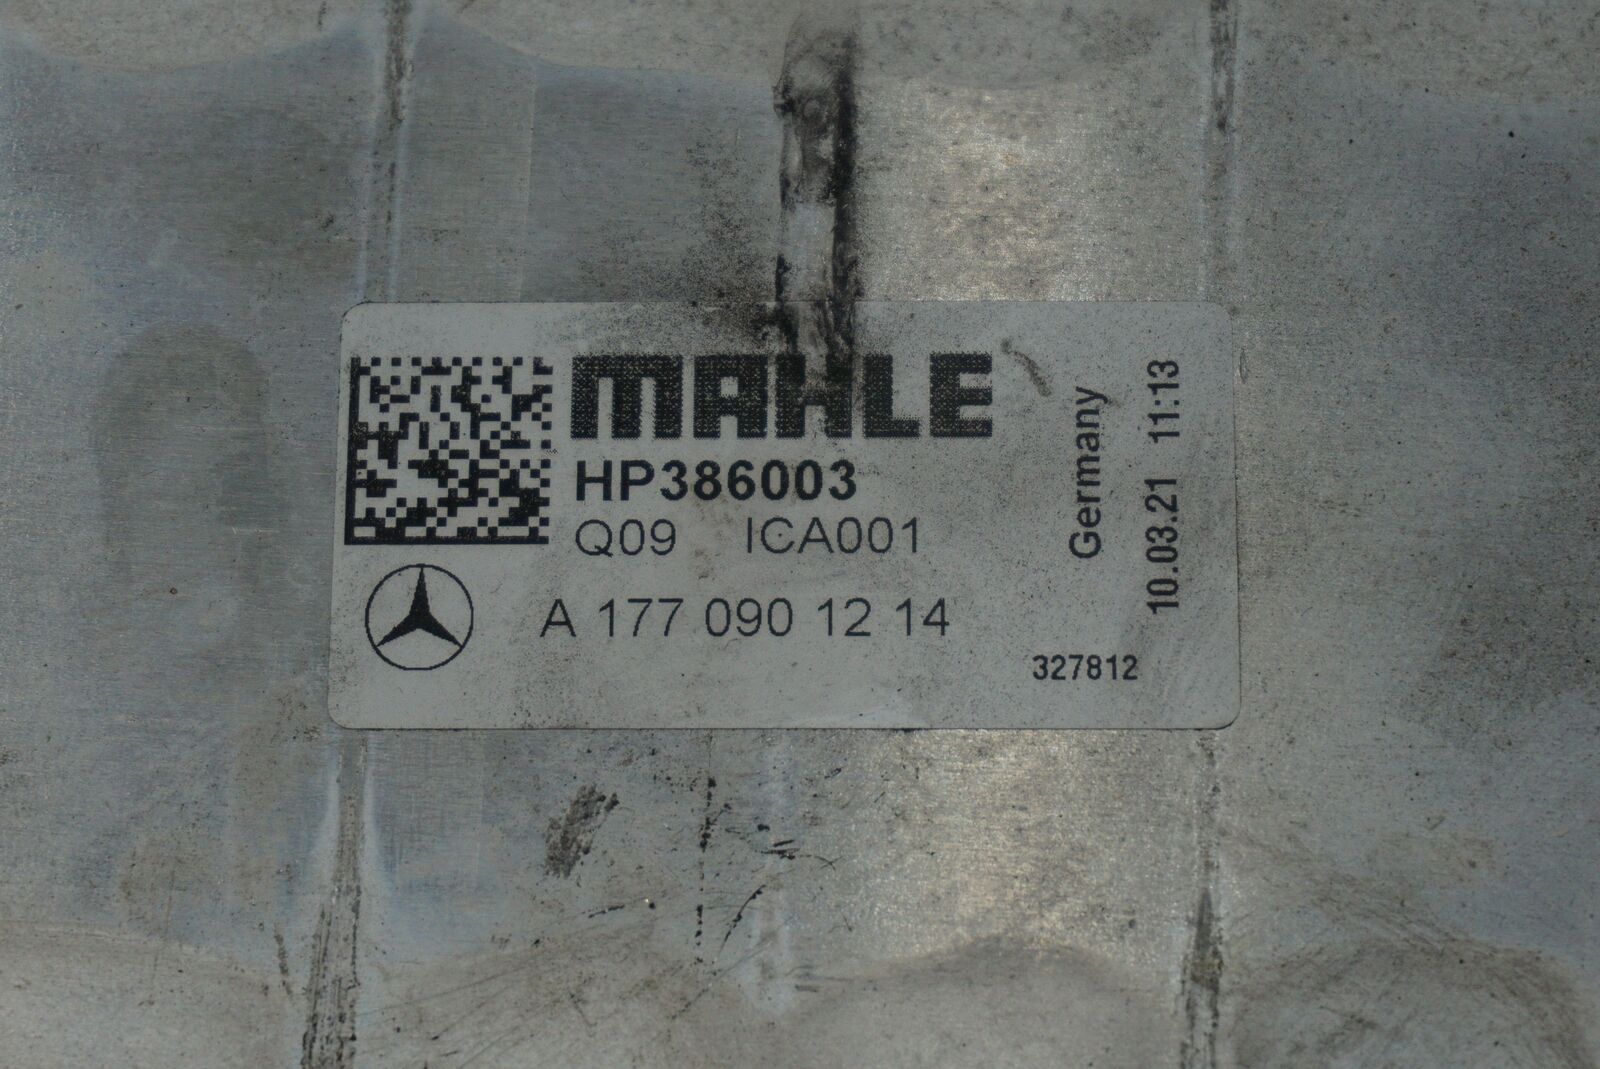 MAHLE
HP386003
Q09 ICA001
A 177 090 12 14
327812
Germany
10.03.21 11:13